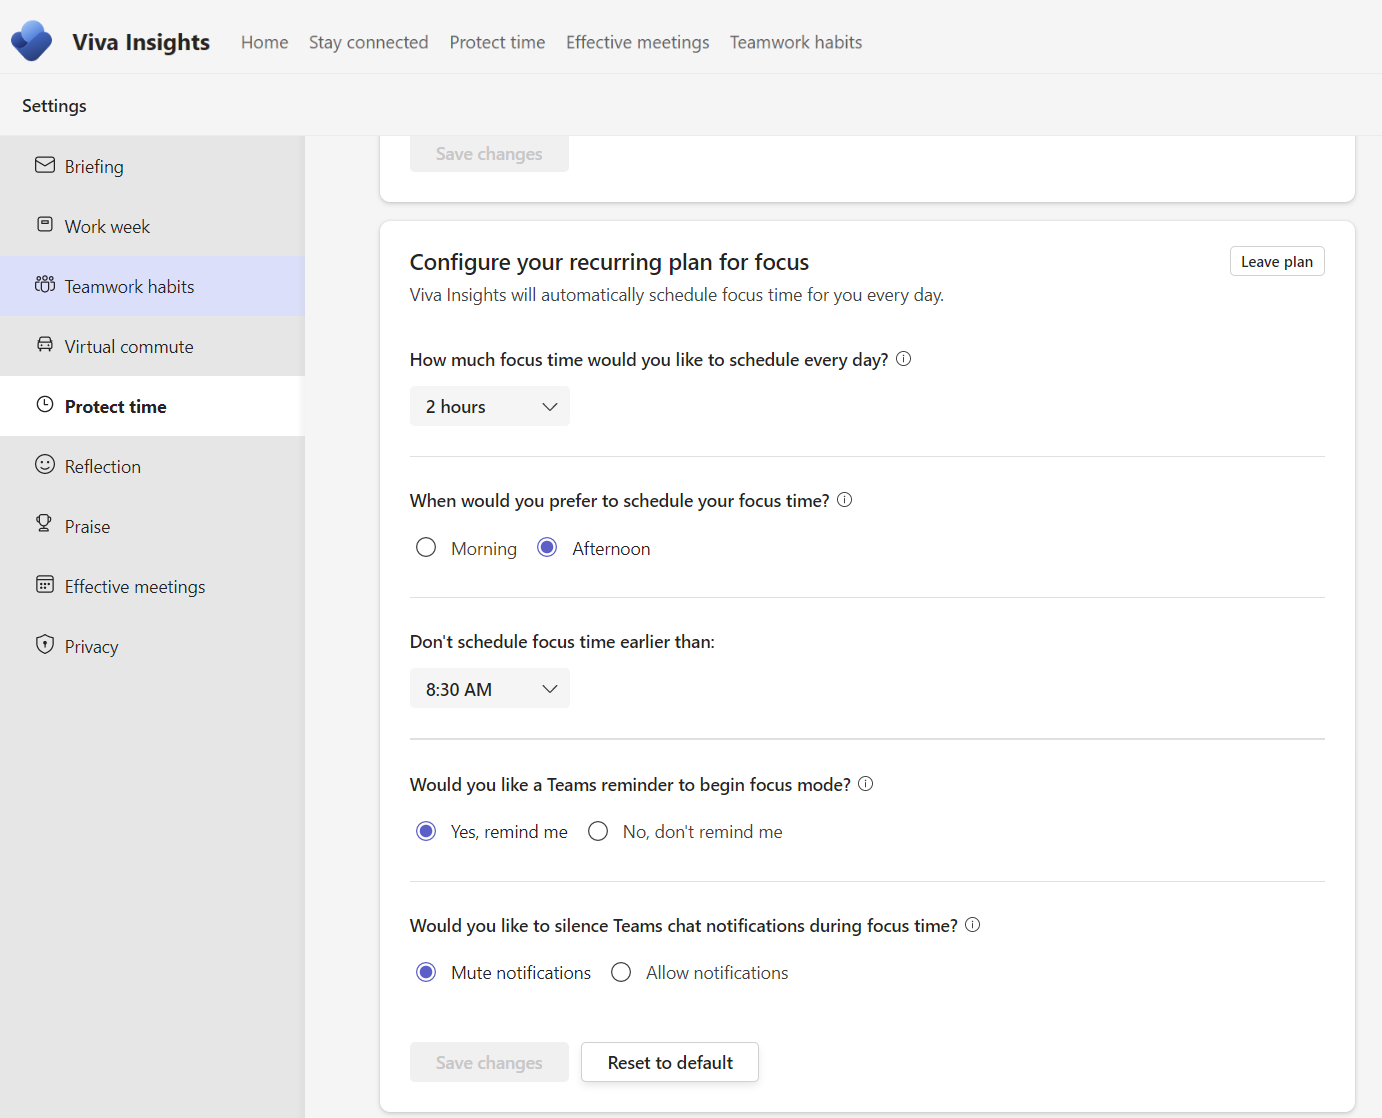 Viva Insights Home Stay connected Protect time Effective meetings Teamwork habits
Settings
Briefing
Work week
Teamwork habits
Virtual commute
Protect time
Reflection
Praise
Effective meetings
Privacy
Save changes
Configure your recurring plan for focus
Leave plan
Viva Insights will automatically schedule focus time for you every day.
How much focus time would you like to schedule every day?
2 hours
When would you prefer to schedule your focus time?
Morning Afternoon
Don't schedule focus time earlier than:
8:30 AM
Would you like a Teams reminder to begin focus mode?
Yes, remind me No, don't remind me
Would you like to silence Teams chat notifications during focus time?
Mute notifications Allow notifications
Save changes Reset to default